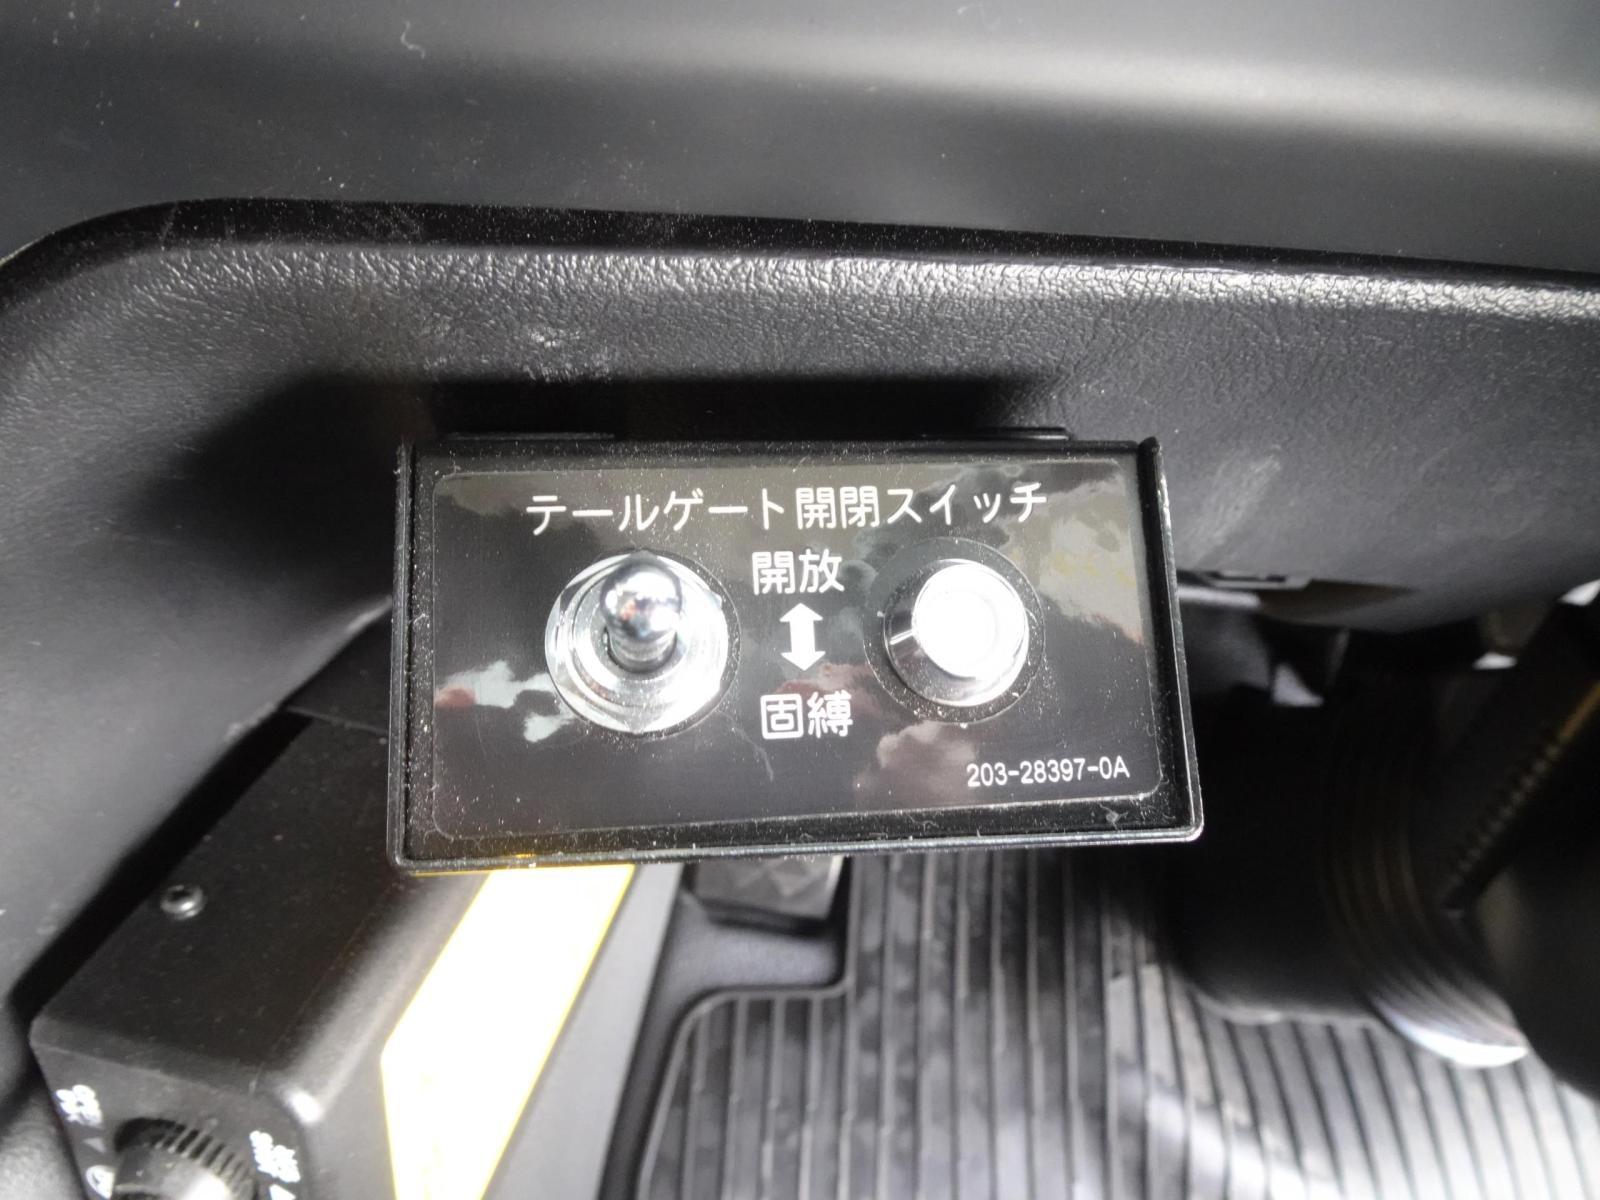 テールゲート開閉スイッチ
開放
固縛
203-28397-0A